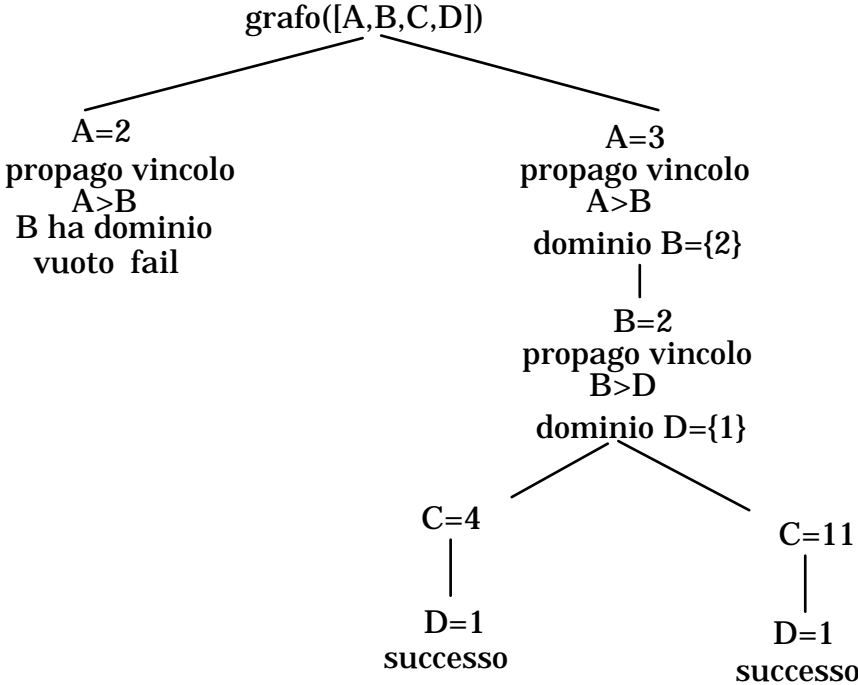 grafo([A,B,C,D])
A=2
propago vincolo
A>B
B ha dominio
vuoto fail
A=3
propago vincolo
A>B
dominio B={2}
B=2
propago vincolo
B>D
dominio D={1}
C=4
D=1
successo
C=11
D=1
successo